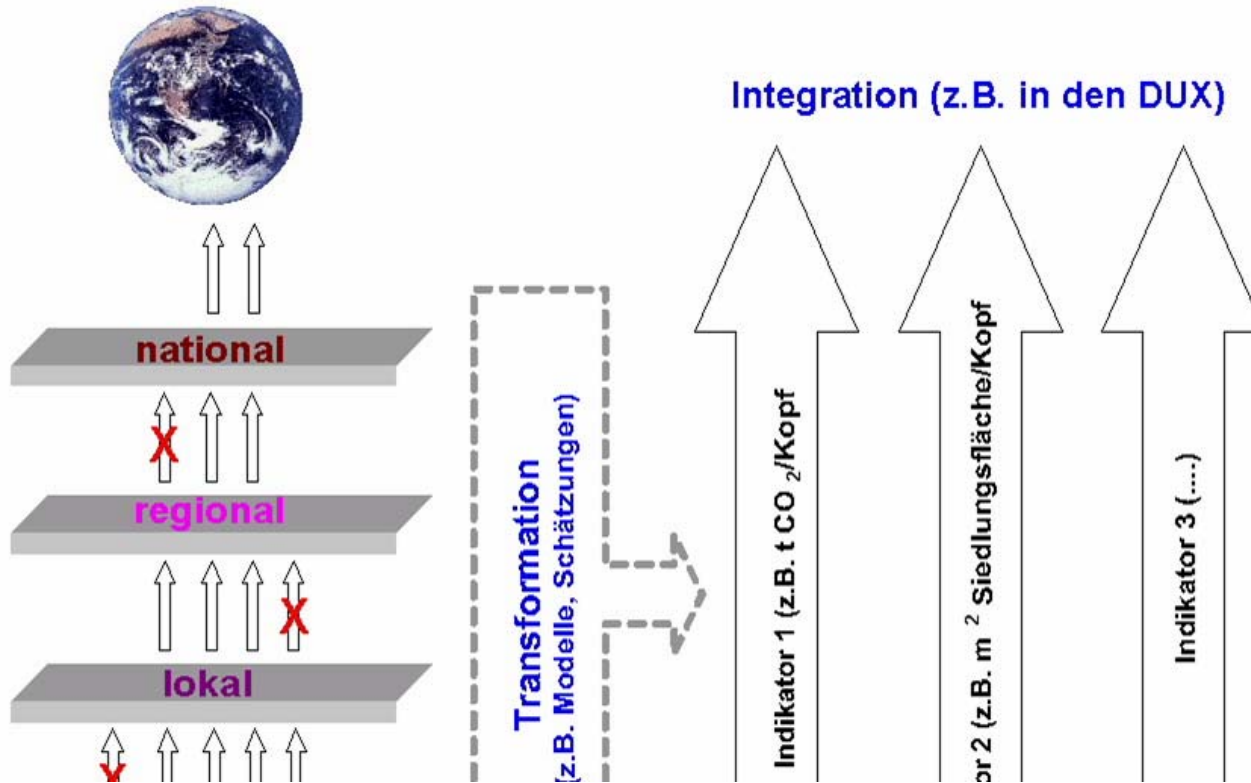 Integration (z.B. in den DUX)
national
regional
lokal
Transformation
(z.B. Modelle, Schätzungen)
Indikator 1 (z.B. t CO 2/Kopf
2 (z.B. m 2 Siedlungsfläche/Kopf
Indikator 3 (....)